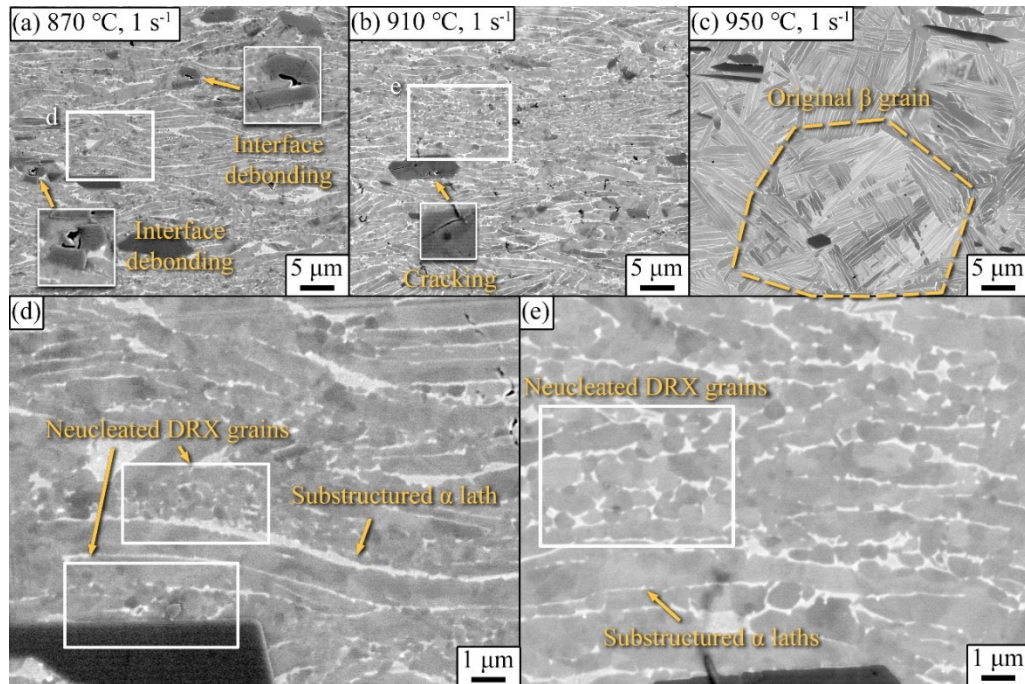 (a) 870 °C, 1 s⁻¹
d
Interface
debonding
Interface
debonding
5 μm
(b) 910 °C, 1 s⁻¹
e
Cracking
5 μm
(c) 950 °C, 1 s⁻¹
Original β grain
5 μm
(d)
Neucleated DRX grains
Substructured α lath
1 μm
(e)
Neucleated DRX grains
Substructured α laths
1 μm